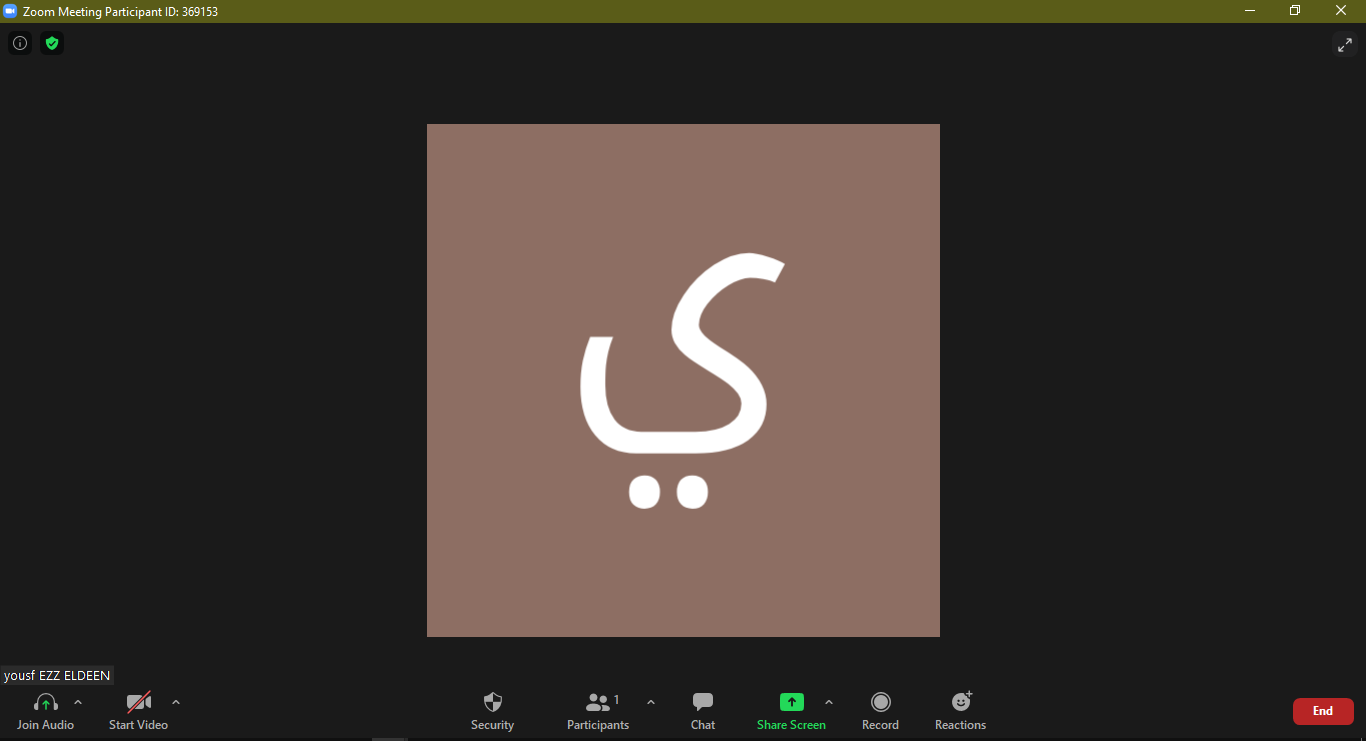 Zoom Meeting Participant ID: 369153
ي
yousf EZZ ELDEEN
Join Audio
Start Video
Security
1
Participants
Chat
Share Screen
Record
Reactions
End